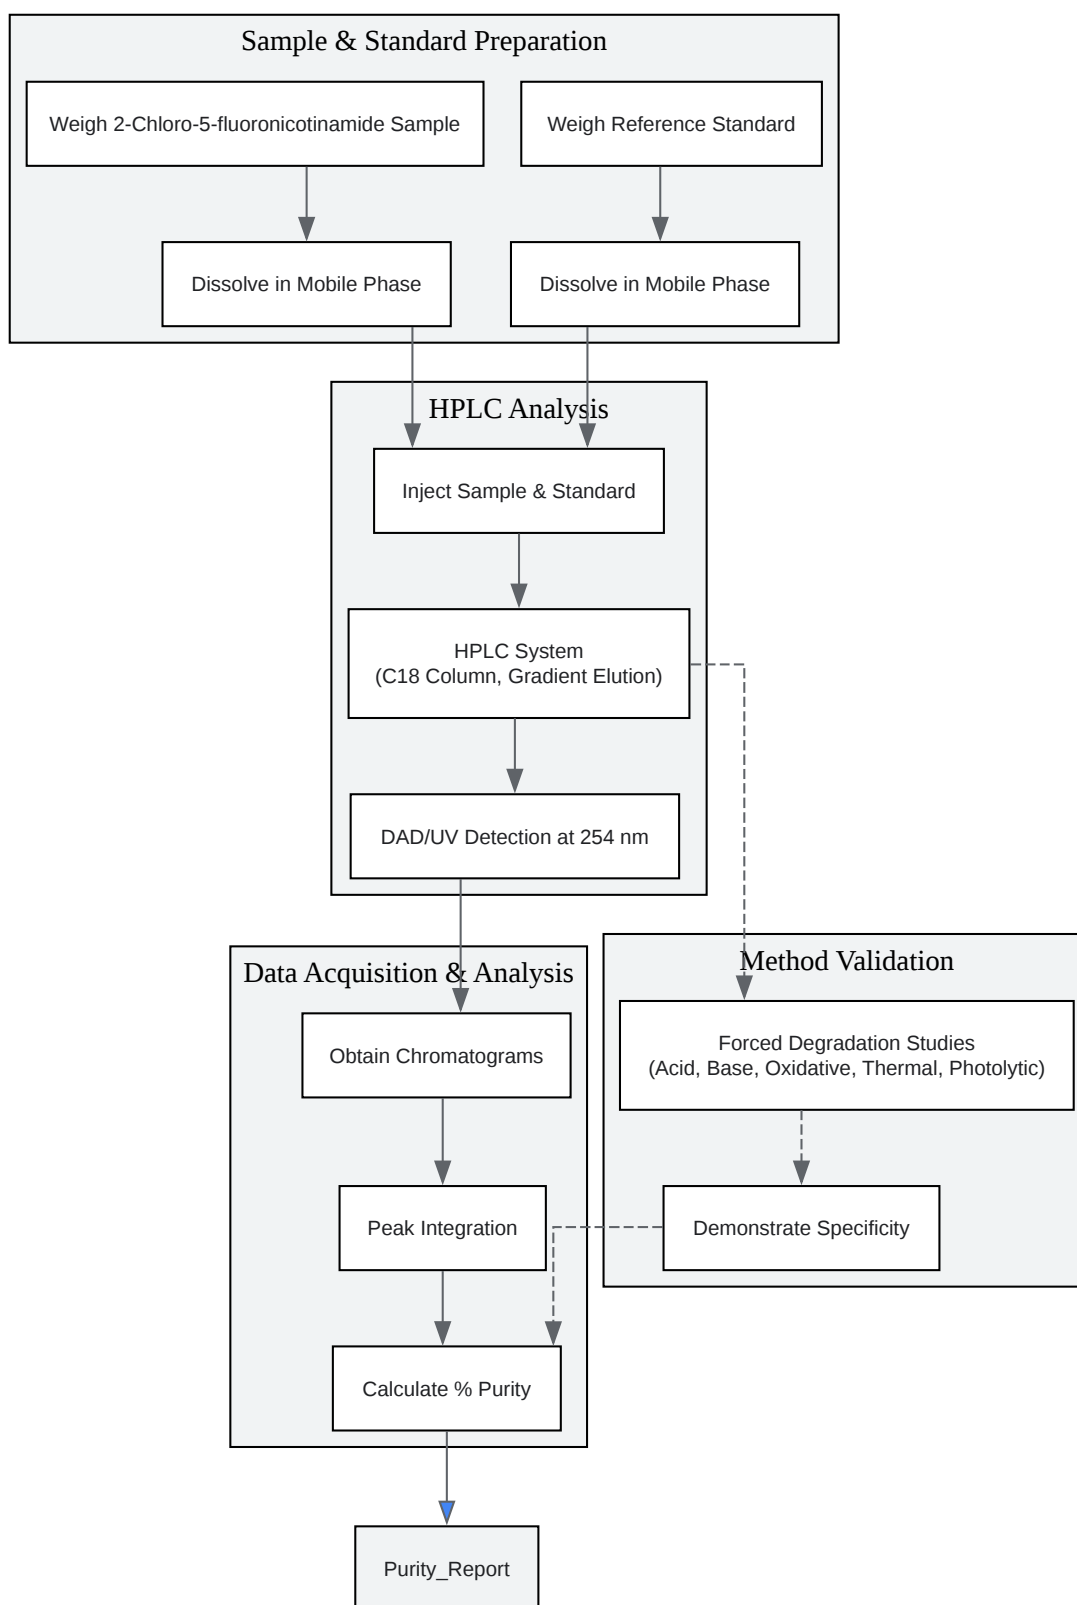 Sample & Standard Preparation
Weigh 2-Chloro-5-fluoronicotinamide Sample
Weigh Reference Standard
Dissolve in Mobile Phase
Dissolve in Mobile Phase
HPLC Analysis
Inject Sample & Standard
HPLC System
(C18 Column, Gradient Elution)
DAD/UV Detection at 254 nm
Data Acquisition & Analysis
Obtain Chromatograms
Peak Integration
Calculate % Purity
Method Validation
Forced Degradation Studies
(Acid, Base, Oxidative, Thermal, Photolytic)
Demonstrate Specificity
Purity_Report